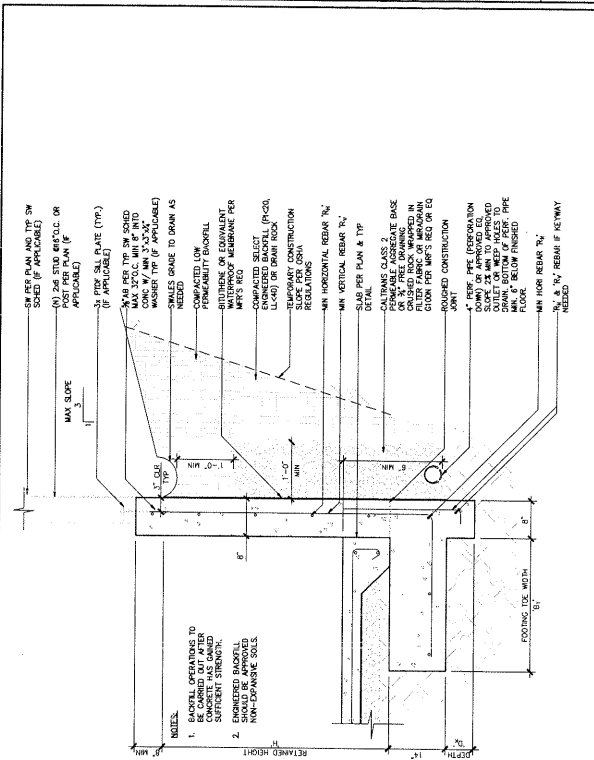 SW PER PLAN AND TYP SW
SCHED (IF APPLICABLE)
(N) 2x6 STUD @16"O.C. OR
POST PER PLAN (IF
APPLICABLE)
3x PTDF SILL PLATE (TYP.)
(IF APPLICABLE)
⅝"AB PER TYP SW SCHED
MAX 32"O.C. MIN 8" INTO
CONC W/ MIN 3"x3"x¼"
WASHER TYP (IF APPLICABLE)
SWALES GRADE TO DRAIN AS
NEEDED
COMPACTED LOW
PERMEABILITY BACKFILL
BITUTHENE OR EQUIVALENT
WATERPROOF MEMBRANE PER
MFR'S REQ
COMPACTED SELECT
ENGINEERED BACKFILL (PI<20,
LL<40) OR DRAIN ROCK
TEMPORARY CONSTRUCTION
SLOPE PER OSHA
REGULATIONS
MIN HORIZONTAL REBAR 'RH'
MIN VERTICAL REBAR 'RV'
SLAB PER PLAN & TYP
DETAIL
CALTRANS CLASS 2
PERMEABLE AGGREGATE BASE
OR ¾" FREE DRAINING
CRUSHED ROCK WRAPPED IN
FILTER FABRIC OR MIRADRAIN
G100N PER MRF'S REQ OR EQ
ROUGHED CONSTRUCTION
JOINT
4" PERF. PIPE (PERFORATION
DOWN) OR APPROVED EQ,
SLOPE 2% MIN TO APPROVED
OUTLET OR WEEP HOLES TO
DRAIN. BOTTOM OF PERF. PIPE
MIN. 6" BELOW FINISHED
FLOOR.
MIN HORI REBAR 'RH'
'RH' & 'RV' REBAR IF KEYWAY
NEEDED
MAX SLOPE
3
1
3" CLR
TYP
1'-0" MIN
1'-0"
MIN
6" MIN
8"
8"
FOOTING TOE WIDTH
NOTES:
1. BACKFILL OPERATIONS TO
BE CARRIED OUT AFTER
CONCRETE HAS GAINED
SUFFICIENT STRENGTH.
2. ENGINEERED BACKFILL
SHOULD BE APPROVED
NON-EXPANSIVE SOILS.
8" MIN
RETAINED HEIGHT
'H'
14"
DEPTH